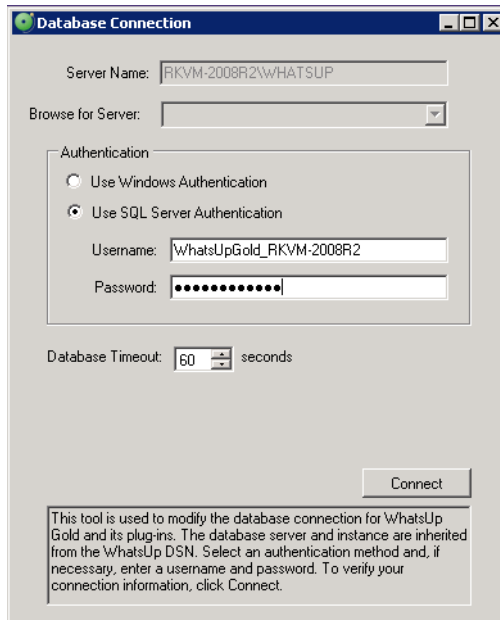 Database Connection
Server Name: RKVM-2008R2\WHATSUP
Browse for Server:
Authentication
Use Windows Authentication
Use SQL Server Authentication
Username: WhatsUpGold_RKVM-2008R2
Password: ●●●●●●●●●●●●
Database Timeout: 60 seconds
Connect
This tool is used to modify the database connection for WhatsUp
Gold and its plug-ins. The database server and instance are inherited
from the WhatsUp DSN. Select an authentication method and, if
necessary, enter a username and password. To verify your
connection information, click Connect.